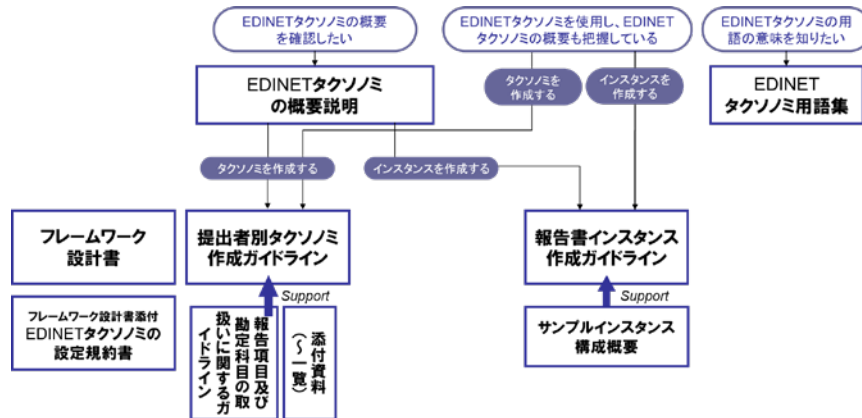 EDINETタクソノミの概要
を確認したい
EDINETタクソノミを使用し、EDINET
タクソノミの概要も把握している
EDINETタクソノミの用
語の意味を知りたい
EDINETタクソノミ
の概要説明
タクソノミを
作成する
インスタンスを
作成する
EDINET
タクソノミ用語集
タクソノミを作成する
インスタンスを作成する
フレームワーク
設計書
提出者別タクソノミ
作成ガイドライン
報告書インスタンス
作成ガイドライン
Support
Support
フレームワーク設計書添付
EDINETタクソノミの
設定規約書
報告項目及び
勘定科目の取
扱いに関するガ
イドライン
添付資料
(～一覧)
サンプルインスタンス
構成概要